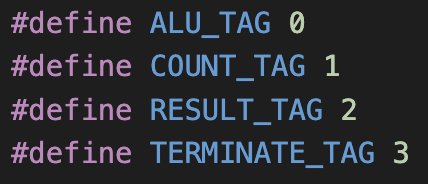 #define ALU_TAG 0
#define COUNT_TAG 1
#define RESULT_TAG 2
#define TERMINATE_TAG 3